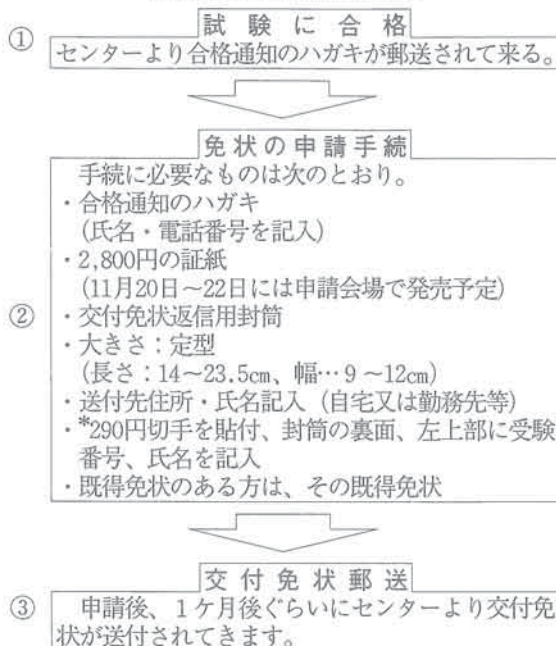 ① 試験に合格
センターより合格通知のハガキが郵送されて来る。
免状の申請手続
手続に必要なものは次のとおり。
・合格通知のハガキ
(氏名・電話番号を記入)
・2,800円の証紙
(11月20日～22日には申請会場で発売予定)
② ・交付免状返信用封筒
・大きさ：定型
(長さ：14～23.5cm、幅…9～12cm)
・送付先住所・氏名記入（自宅又は勤務先等）
・*290円切手を貼付、封筒の裏面、左上部に受験
番号、氏名を記入
・既得免状のある方は、その既得免状
交付免状郵送
③ 申請後、1ケ月後ぐらいにセンターより交付免
状が送付されてきます。